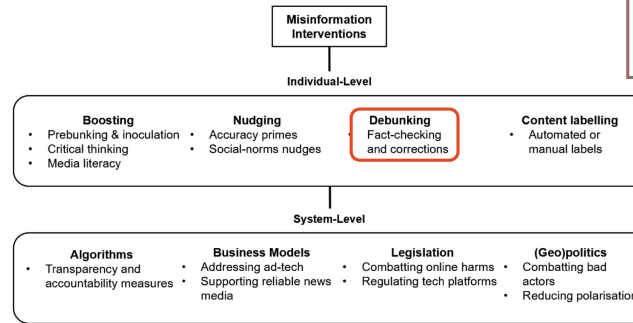 Misinformation
Interventions
Individual-Level
Boosting
• Prebunking & inoculation
• Critical thinking
• Media literacy
Nudging
• Accuracy primes
• Social-norms nudges
Debunking
Fact-checking
and corrections
Content labelling
• Automated or
manual labels
System-Level
Algorithms
• Transparency and
accountability measures
Business Models
• Addressing ad-tech
• Supporting reliable news
media
Legislation
• Combatting online harms
• Regulating tech platforms
(Geo)politics
• Combatting bad
actors
• Reducing polarisation